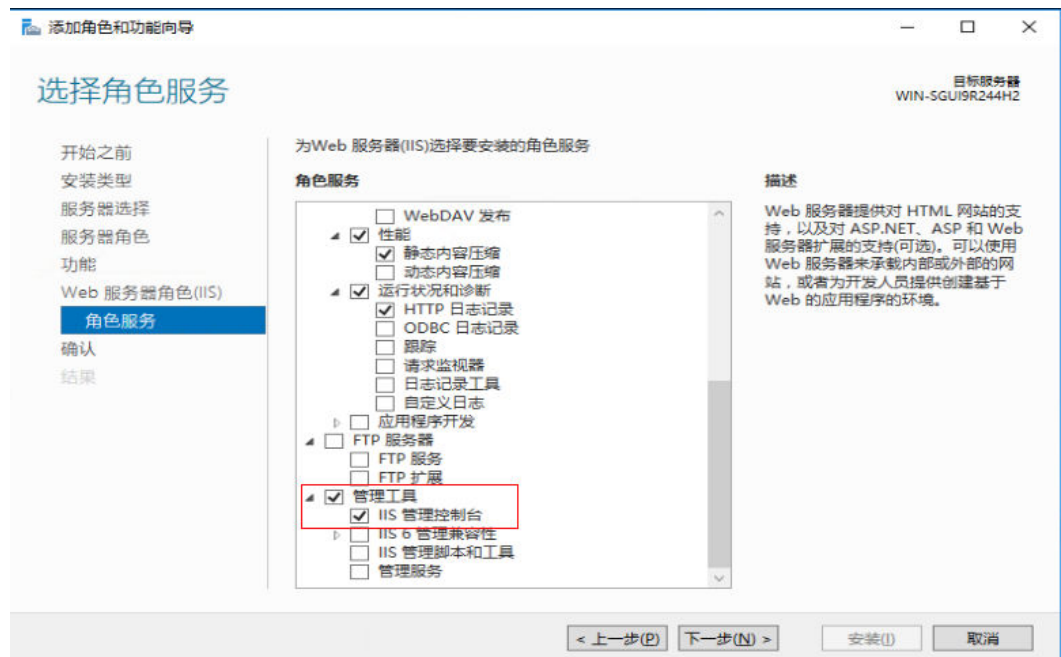 添加角色和功能向导
选择角色服务
目标服务器
WIN-SGUI9R244H2
开始之前
安装类型
服务器选择
服务器角色
功能
Web 服务器角色(IIS)
角色服务
确认
结果
为Web 服务器(IIS)选择要安装的角色服务
角色服务
WebDAV 发布
性能
静态内容压缩
动态内容压缩
运行状况和诊断
HTTP 日志记录
ODBC 日志记录
跟踪
请求监视器
日志记录工具
自定义日志
应用程序开发
FTP 服务器
FTP 服务
FTP 扩展
管理工具
IIS 管理控制台
IIS 6 管理兼容性
IIS 管理脚本和工具
管理服务
描述
Web 服务器提供对 HTML 网站的支
持，以及对 ASP.NET、ASP 和 Web
服务器扩展的支持(可选)。可以使用
Web 服务器来承载内部或外部的网
站，或者为开发人员提供创建基于
Web 的应用程序的环境。
< 上一步(P)
下一步(N) >
安装(I)
取消